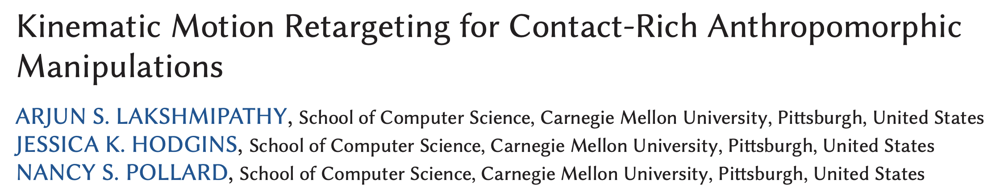 Kinematic Motion Retargeting for Contact-Rich Anthropomorphic
Manipulations
ARJUN S. LAKSHMIPATHY, School of Computer Science, Carnegie Mellon University, Pittsburgh, United States
JESSICA K. HODGINS, School of Computer Science, Carnegie Mellon University, Pittsburgh, United States
NANCY S. POLLARD, School of Computer Science, Carnegie Mellon University, Pittsburgh, United States